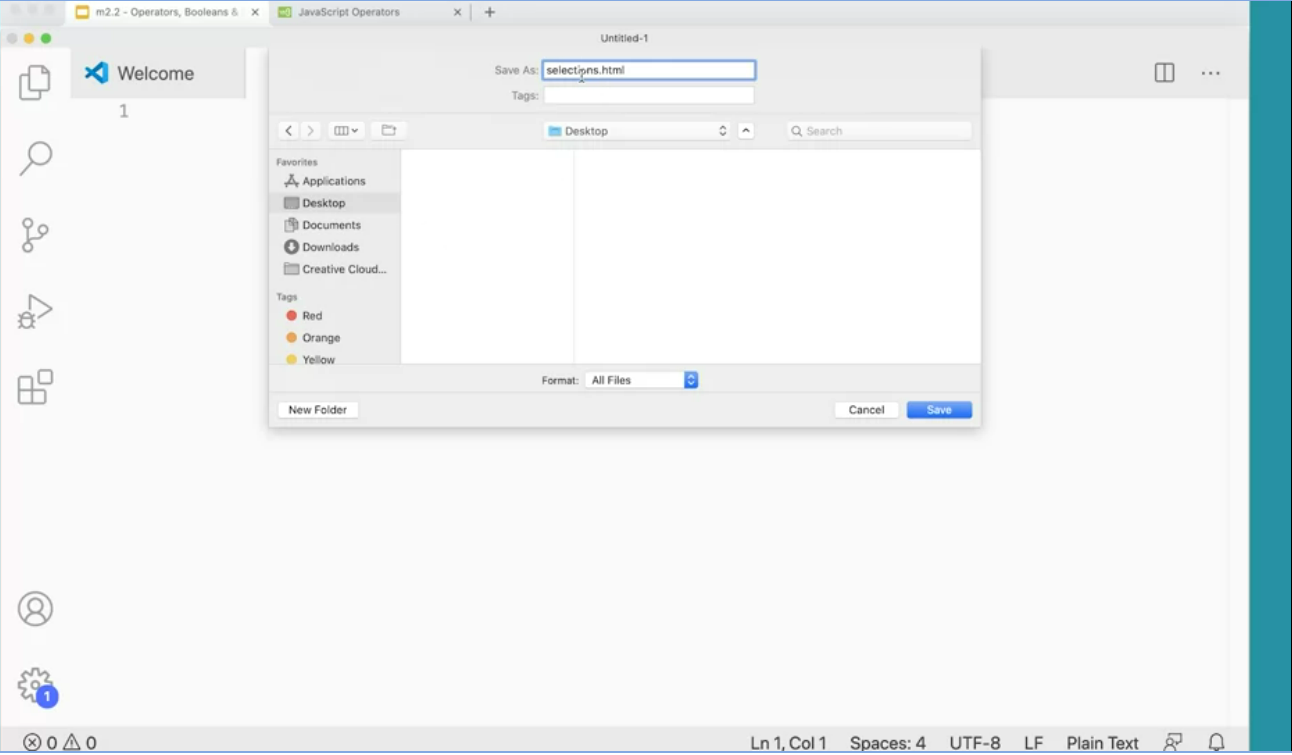 m2.2 - Operators, Booleans &
JavaScript Operators
Untitled-1
Welcome
1
Save As: selections.html
Tags:
Desktop
Search
Favorites
Applications
Desktop
Documents
Downloads
Creative Cloud...
Tags
Red
Orange
Yellow
Format: All Files
New Folder
Cancel
Save
1
0 0
Ln 1, Col 1 Spaces: 4 UTF-8 LF Plain Text